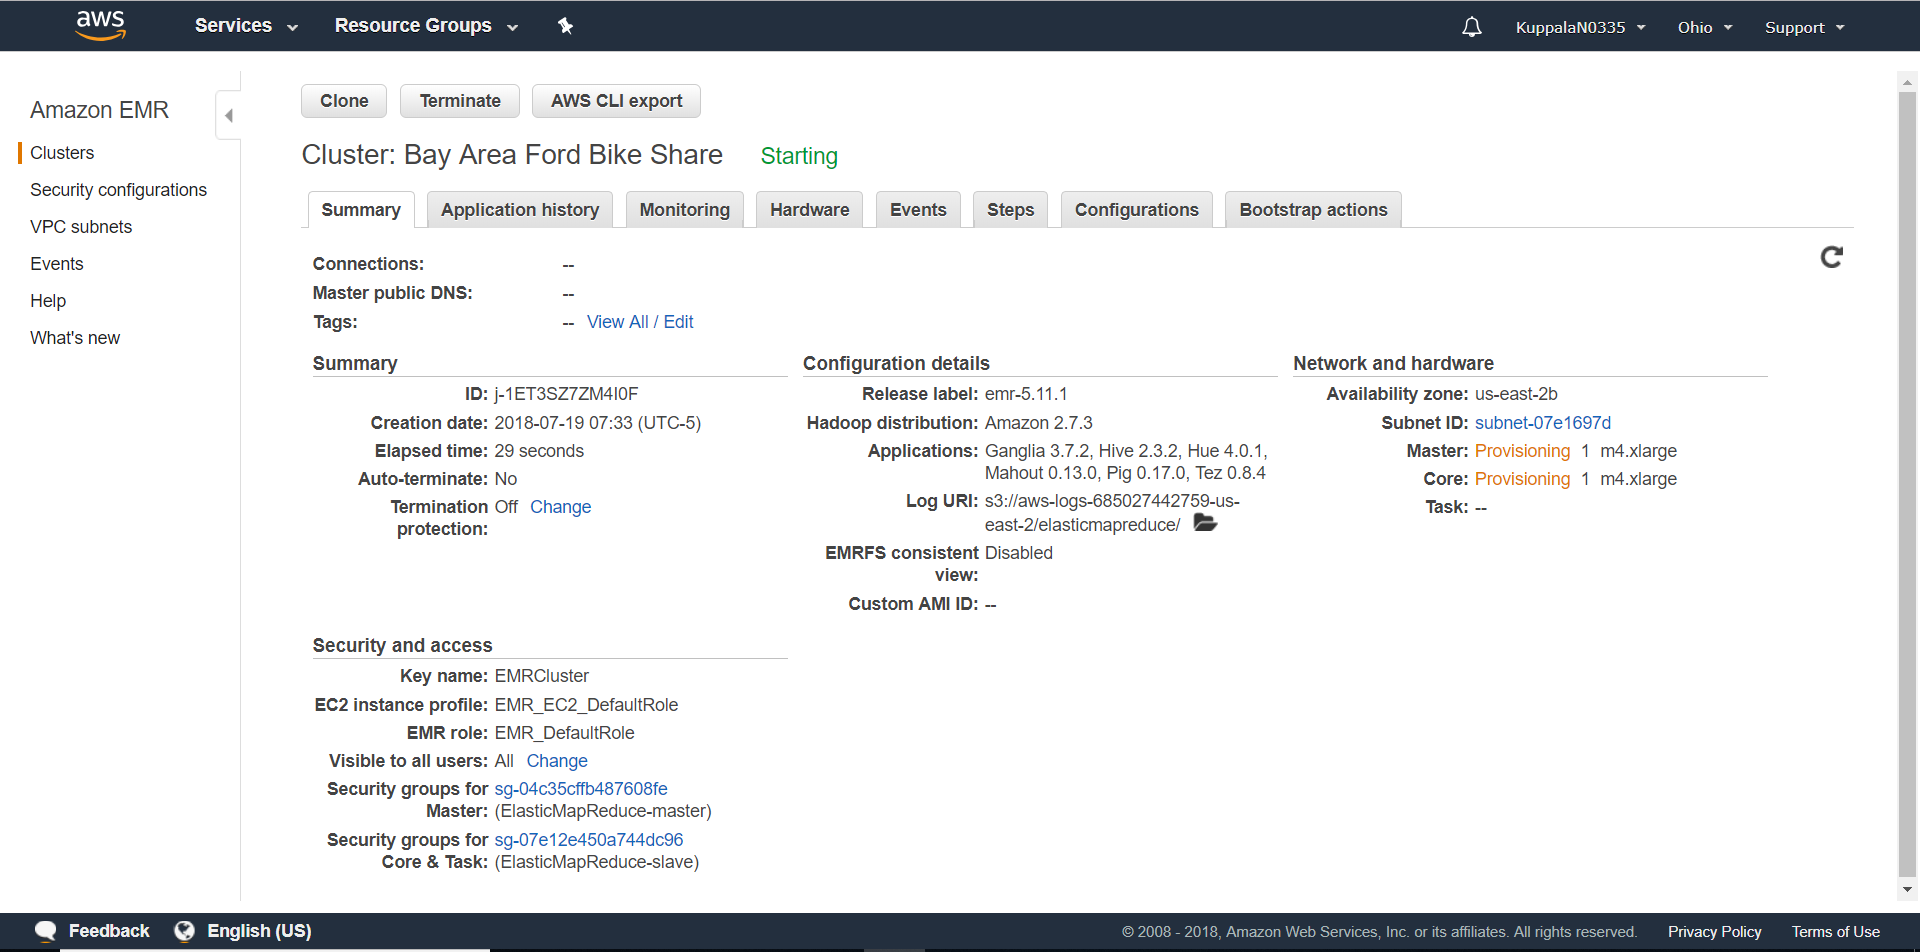 aws
Services
Resource Groups
KuppalaN0335
Ohio
Support
Amazon EMR
Clusters
Security configurations
VPC subnets
Events
Help
What's new
Clone
Terminate
AWS CLI export
Cluster: Bay Area Ford Bike Share Starting
Summary
Application history
Monitoring
Hardware
Events
Steps
Configurations
Bootstrap actions
Connections: --
Master public DNS: --
Tags: -- View All / Edit
Summary
ID: j-1ET3SZ7ZM4I0F
Creation date: 2018-07-19 07:33 (UTC-5)
Elapsed time: 29 seconds
Auto-terminate: No
Termination Off Change
protection:
Configuration details
Release label: emr-5.11.1
Hadoop distribution: Amazon 2.7.3
Applications: Ganglia 3.7.2, Hive 2.3.2, Hue 4.0.1,
Mahout 0.13.0, Pig 0.17.0, Tez 0.8.4
Log URI: s3://aws-logs-685027442759-us-
east-2/elasticmapreduce/
EMRFS consistent Disabled
view:
Custom AMI ID: --
Network and hardware
Availability zone: us-east-2b
Subnet ID: subnet-07e1697d
Master: Provisioning 1 m4.xlarge
Core: Provisioning 1 m4.xlarge
Task: --
Security and access
Key name: EMRCluster
EC2 instance profile: EMR_EC2_DefaultRole
EMR role: EMR_DefaultRole
Visible to all users: All Change
Security groups for sg-04c35cffb487608fe
Master: (ElasticMapReduce-master)
Security groups for sg-07e12e450a744dc96
Core & Task: (ElasticMapReduce-slave)
Feedback
English (US)
© 2008 - 2018, Amazon Web Services, Inc. or its affiliates. All rights reserved.
Privacy Policy
Terms of Use